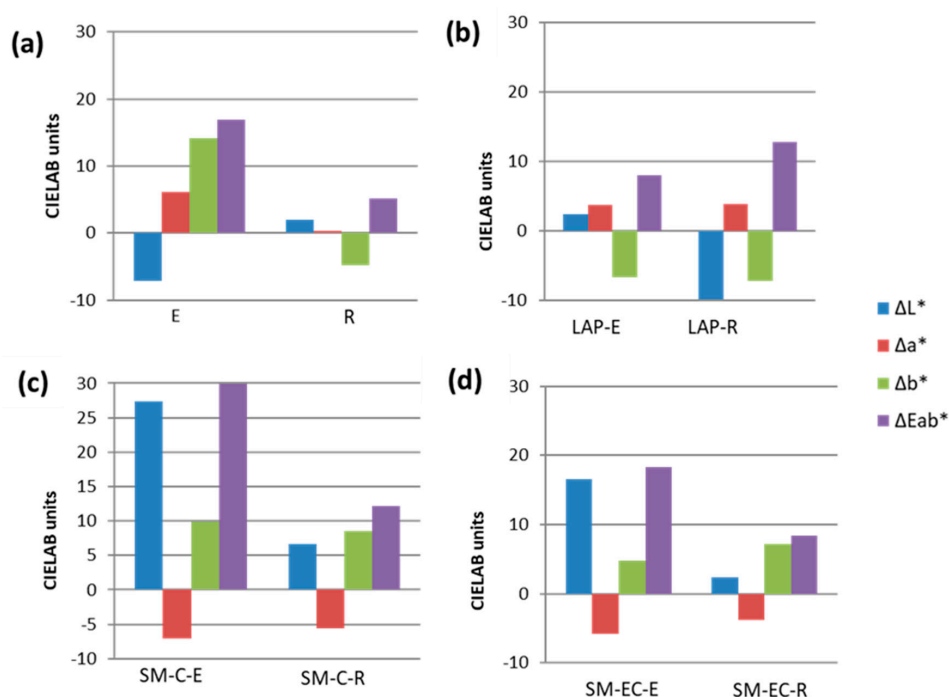 (a)
CIELAB units
30
20
10
0
-10
E
R
(b)
CIELAB units
30
20
10
0
-10
LAP-E
LAP-R
ΔL*
Δa*
Δb*
ΔEab*
(c)
CIELAB units
30
25
20
15
10
5
0
-5
-10
SM-C-E
SM-C-R
(d)
CIELAB units
30
20
10
0
-10
SM-EC-E
SM-EC-R